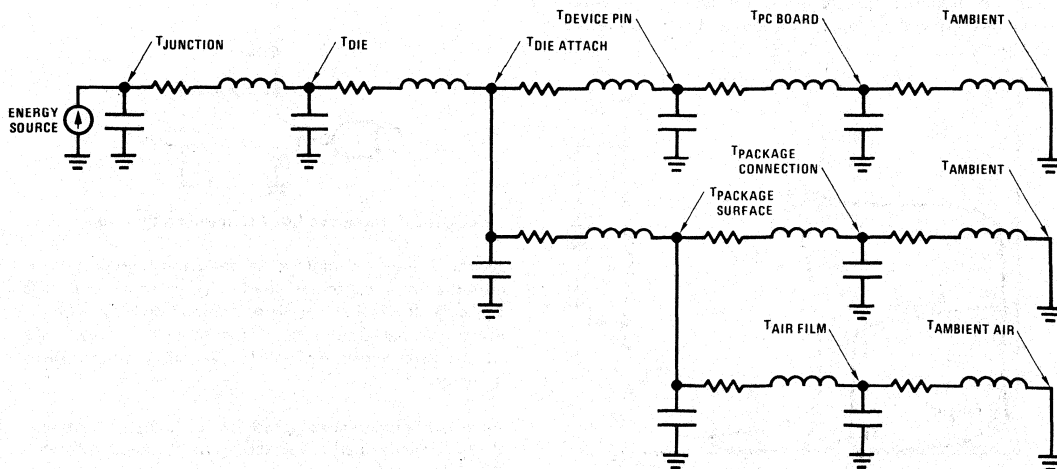 TJUNCTION
TDIE
TDEVICE PIN
TDIE ATTACH
TPC BOARD
TAMBIENT
ENERGY
SOURCE
TPACKAGE
CONNECTION
TPACKAGE
SURFACE
TAMBIENT
TAIR FILM
TAMBIENT AIR